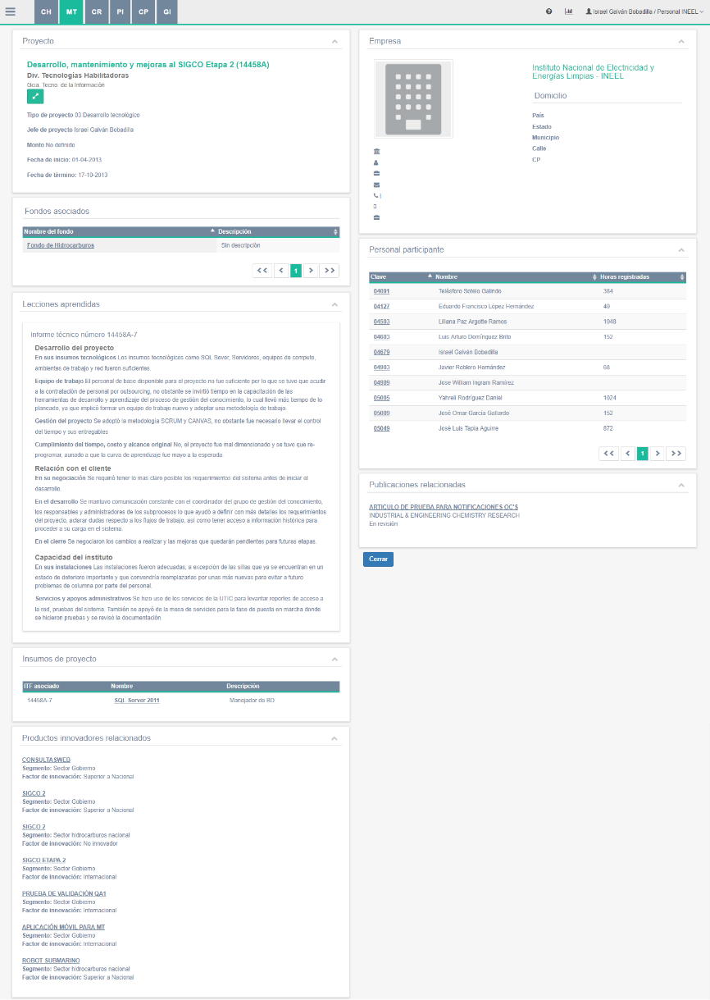 CH MT CR PI CP GI
Israel Galván Bobadilla / Personal INEEL
Proyecto
Desarrollo, mantenimiento y mejoras al SIGCO Etapa 2 (14458A)
Div. Tecnologías Habilitadoras
Gcia. Tecno. de la Información
Tipo de proyecto 03 Desarrollo tecnológico
Jefe de proyecto Israel Galván Bobadilla
Monto No definido
Fecha de inicio: 01-04-2013
Fecha de término: 17-10-2013
Fondos asociados
Nombre del fondo Descripción
Fondo de Hidrocarburos Sin descripción
<< < 1 > >>
Lecciones aprendidas
Informe técnico número 14458A-7
Desarrollo del proyecto
En sus insumos tecnológicos Los insumos tecnológicos como SQL Sever, Servidores, equipos de computo,
ambientes de trabajo y red fueron suficientes.
Equipo de trabajo El personal de base disponible para el proyecto no fue suficiente por lo que se tuvo que acudir
a la contratación de personal por outsourcing, no obstante se invirtió tiempo en la capacitación de las
herramientas de desarrollo y aprendizaje del proceso de gestión del conocimiento, lo cual llevó más tiempo de lo
planeado, ya que implicó formar un equipo de trabajo nuevo y adoptar una metodología de trabajo.
Gestión del proyecto Se adoptó la metodología SCRUM y CANVAS, no obstante fue necesario llevar el control
del tiempo y sus entregables
Cumplimiento del tiempo, costo y alcance original No, el proyecto fue mal dimensionado y se tuvo que re-
programar, aunado a que la curva de aprendizaje fue mayo a la esperada.
Relación con el cliente
En su negociación Se requirió tener lo mas claro posible los requerimientos del sistema antes de iniciar el
desarrollo.
En el desarrollo Se mantuvo comunicación constante con el coordinador del grupo de gestión del conocimiento,
los responsables y administradores de los subprocesos lo que ayudó a definir con más detalles los requerimientos
del proyecto, aclarar dudas respecto a los flujos de trabajo, así como tener acceso a información histórica para
proceder a su carga en el sistema.
En el cierre Se negociaron los cambios a realizar y las mejoras que quedarán pendientes para futuras etapas.
Capacidad del instituto
En sus instalaciones Las instalaciones fueron adecuadas, a excepción de las sillas que ya se encuentran en un
estado de deterioro importante y que convendría reemplazarlas por unas más nuevas para evitar a futuro
problemas de columna por parte del personal.
Servicios y apoyos administrativos Se hizo uso de los servicios de la UTIC para levantar reportes de acceso a
la red, pruebas del sistema. También se apoyó de la mesa de servicios para la fase de puesta en marcha donde
se hicieron pruebas y se revisó la documentación.
Insumos de proyecto
ITF asociado Nombre Descripción
14458A-7 SQL Server 2011 Manejador de BD
Productos innovadores relacionados
CONSULTASWEB
Segmento: Sector Gobierno
Factor de innovación: Superior a Nacional
SIGCO 2
Segmento: Sector Gobierno
Factor de innovación: Superior a Nacional
SIGCO 2
Segmento: Sector hidrocarburos nacional
Factor de innovación: No innovador
SIGCO ETAPA 2
Segmento: Sector Gobierno
Factor de innovación: Internacional
PRUEBA DE VALIDACIÓN QA1
Segmento: Sector Gobierno
Factor de innovación: Internacional
APLICACIÓN MÓVIL PARA MT
Segmento: Sector Gobierno
Factor de innovación: Internacional
ROBOT SUBMARINO
Segmento: Sector hidrocarburos nacional
Factor de innovación: Superior a Nacional
Empresa
Instituto Nacional de Electricidad y
Energías Limpias - INEEL
Domicilio
País
Estado
Municipio
Calle
CP
|
Personal participante
Clave Nombre Horas registradas
04091 Telésforo Sotelo Galindo 384
04127 Eduardo Francisco López Hernández 40
04503 Liliana Paz Argotte Ramos 1048
04603 Luis Arturo Domínguez Brito 152
04679 Israel Galván Bobadilla
04903 Javier Roblero Hernández 68
04909 Jose William Ingram Ramírez
05005 Yahreli Rodríguez Daniel 1024
05009 José Omar García Gallardo 152
05049 José Luis Tapia Aguirre 872
<< < 1 > >>
Publicaciones relacionadas
ARTICULO DE PRUEBA PARA NOTIFICACIONES OC'S
INDUSTRIAL & ENGINEERING CHEMISTRY RESEARCH
En revisión
Cerrar